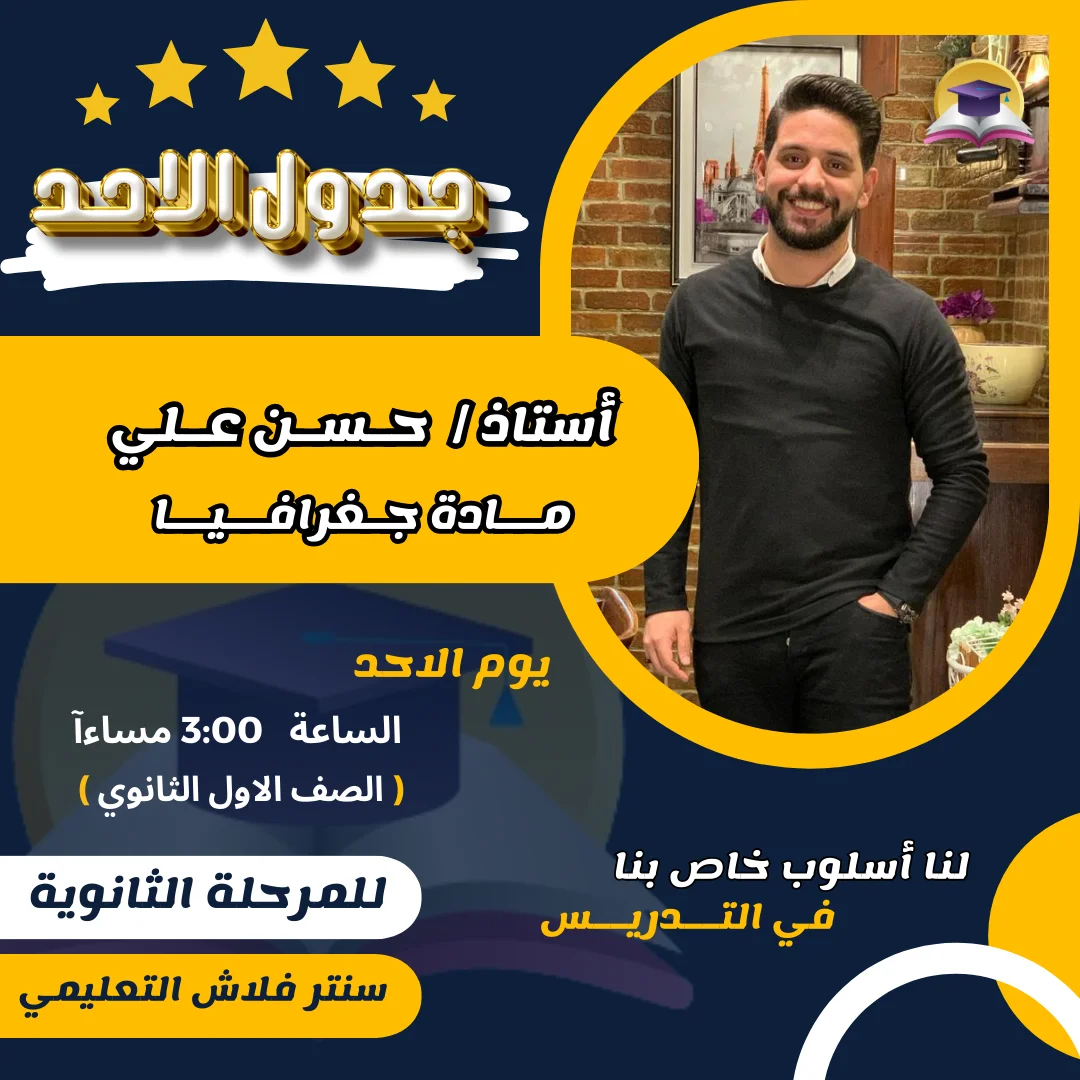 جدول الاحد
أستاذ / حسن علي
مادة جغرافيا
يوم الاحد
الساعة 3:00 مساءآ
( الصف الاول الثانوي )
للمرحلة الثانوية
سنتر فلاش التعليمي
لنا أسلوب خاص بنا
في التدريس